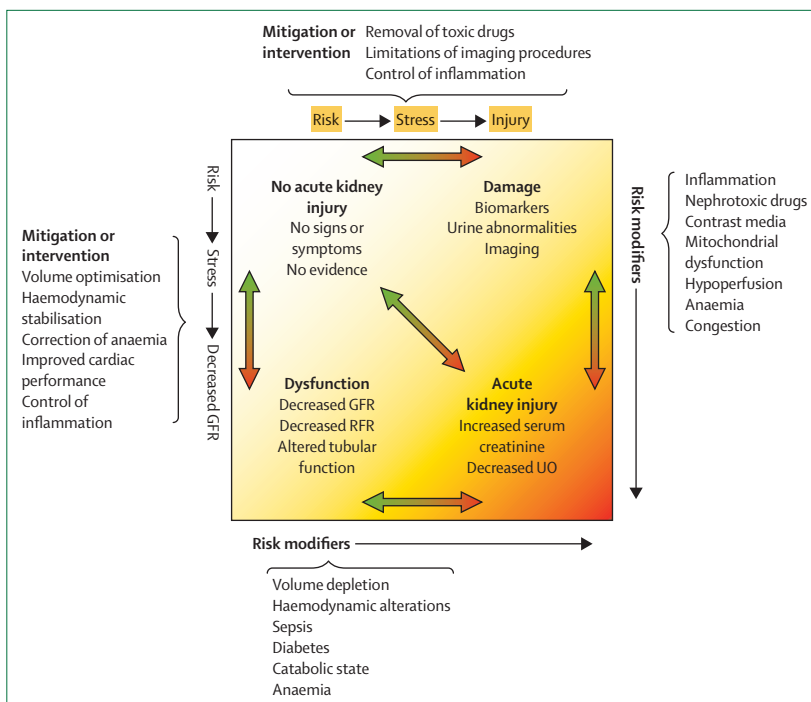 Mitigation or
intervention
Removal of toxic drugs
Limitations of imaging procedures
Control of inflammation
Risk
Stress
Injury
Risk
Stress
Decreased GFR
Mitigation or
intervention
Volume optimisation
Haemodynamic
stabilisation
Correction of anaemia
Improved cardiac
performance
Control of
inflammation
No acute kidney
injury
No signs or
symptoms
No evidence
Damage
Biomarkers
Urine abnormalities
Imaging
Dysfunction
Decreased GFR
Decreased RFR
Altered tubular
function
Acute
kidney injury
Increased serum
creatinine
Decreased UO
Risk modifiers
Inflammation
Nephrotoxic drugs
Contrast media
Mitochondrial
dysfunction
Hypoperfusion
Anaemia
Congestion
Risk modifiers
Volume depletion
Haemodynamic alterations
Sepsis
Diabetes
Catabolic state
Anaemia